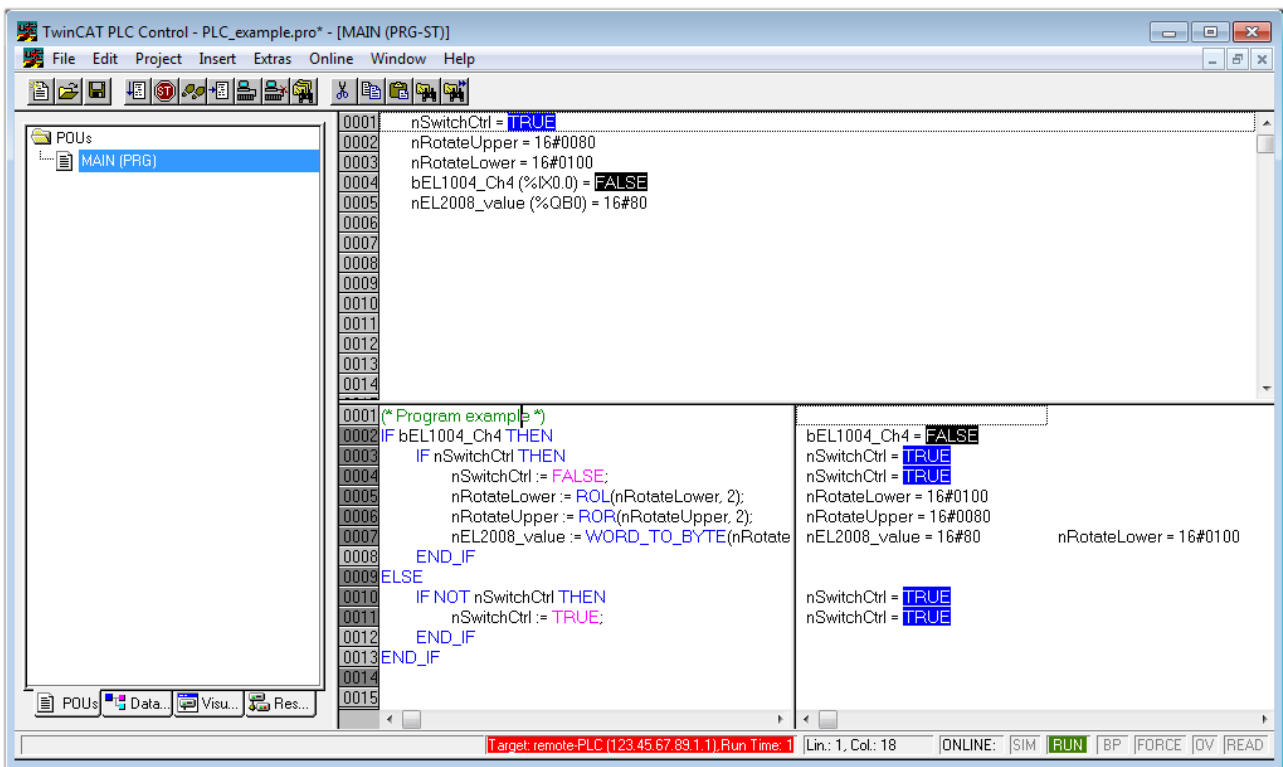 TwinCAT PLC Control - PLC_example.pro* - [MAIN (PRG-ST)]
File Edit Project Insert Extras Online Window Help
POUs
MAIN (PRG)
0001 nSwitchCtrl = TRUE
0002 nRotateUpper = 16#0080
0003 nRotateLower = 16#0100
0004 bEL1004_Ch4 (%IX0.0) = FALSE
0005 nEL2008_value (%QB0) = 16#80
0006
0007
0008
0009
0010
0011
0012
0013
0014
0001 (* Program example *)
0002 IF bEL1004_Ch4 THEN bEL1004_Ch4 = FALSE
0003 IF nSwitchCtrl THEN nSwitchCtrl = TRUE
0004 nSwitchCtrl := FALSE; nSwitchCtrl = TRUE
0005 nRotateLower := ROL(nRotateLower, 2); nRotateLower = 16#0100
0006 nRotateUpper := ROR(nRotateUpper, 2); nRotateUpper = 16#0080
0007 nEL2008_value := WORD_TO_BYTE(nRotate nEL2008_value = 16#80 nRotateLower = 16#0100
0008 END_IF
0009 ELSE
0010 IF NOT nSwitchCtrl THEN nSwitchCtrl = TRUE
0011 nSwitchCtrl := TRUE; nSwitchCtrl = TRUE
0012 END_IF
0013 END_IF
0014
0015
POUs Data... Visu... Res...
Target: remote-PLC (123.45.67.89.1.1), Run Time: 1 Lin.: 1, Col.: 18 ONLINE: SIM RUN BP FORCE OV READ